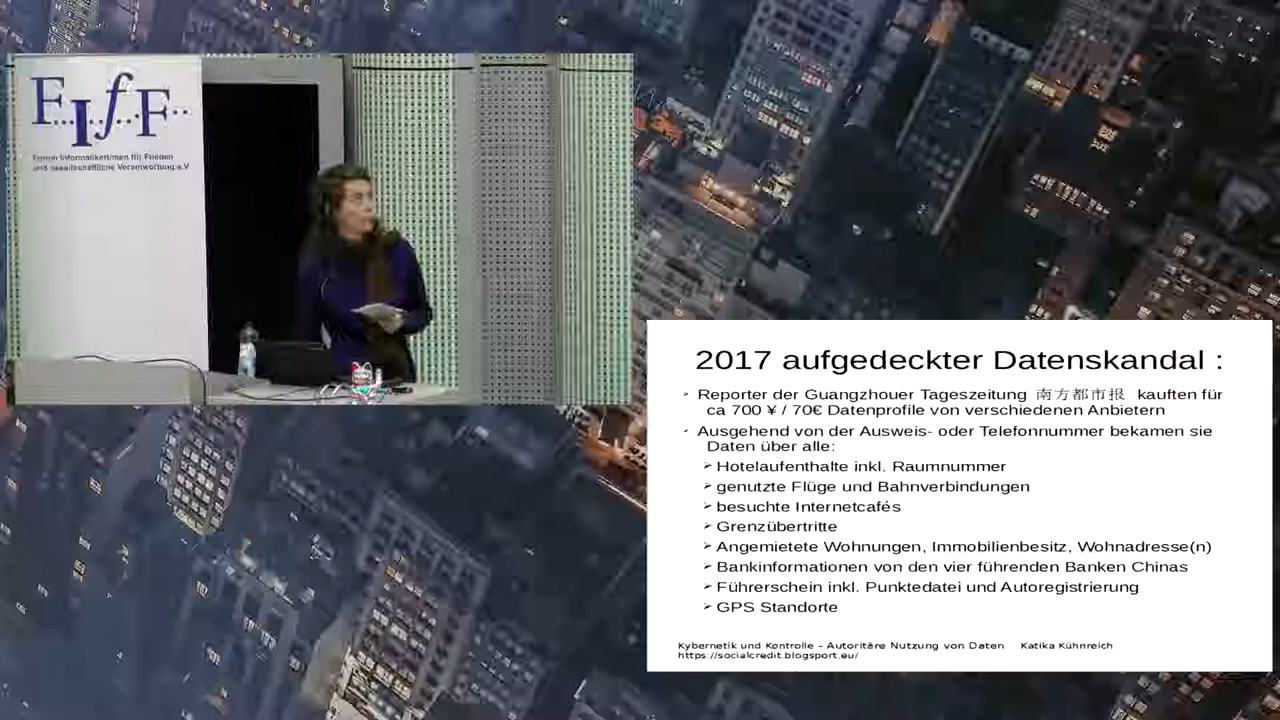 FIfF..
Forum InformatikerInnen für Frieden
und gesellschaftliche Verantwortung e.V
2017 aufgedeckter Datenskandal :
Reporter der Guangzhouer Tageszeitung 南方都市报 kauften für
ca 700 ¥ / 70€ Datenprofile von verschiedenen Anbietern
Ausgehend von der Ausweis- oder Telefonnummer bekamen sie
Daten über alle:
➢ Hotelaufenthalte inkl. Raumnummer
➢ genutzte Flüge und Bahnverbindungen
➢ besuchte Internetcafés
➢ Grenzübertritte
➢ Angemietete Wohnungen, Immobilienbesitz, Wohnadresse(n)
➢ Bankinformationen von den vier führenden Banken Chinas
➢ Führerschein inkl. Punktedatei und Autoregistrierung
➢ GPS Standorte
Kybernetik und Kontrolle – Autoritäre Nutzung von Daten Katika Kühnreich
https://socialcredit.blogsport.eu/